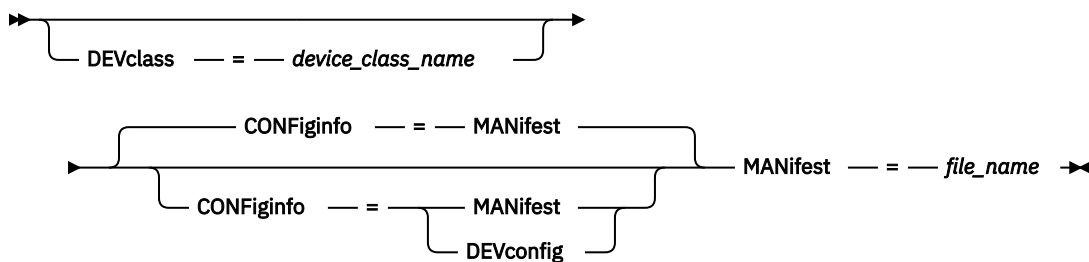 DEVclass = device_class_name
CONFiginfo = MANifest
MANifest = file_name
CONFiginfo = MANifest
DEVconfig